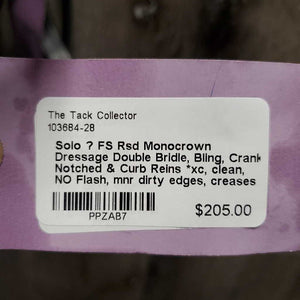 The Tack Collector
103684-28
Solo ? FS Rsd Monocrown
Dressage Double Bridle, Bling, Crank
Notched & Curb Reins *xc, clean,
NO Flash, mnr dirty edges, creases
PPZAB7
$205.00